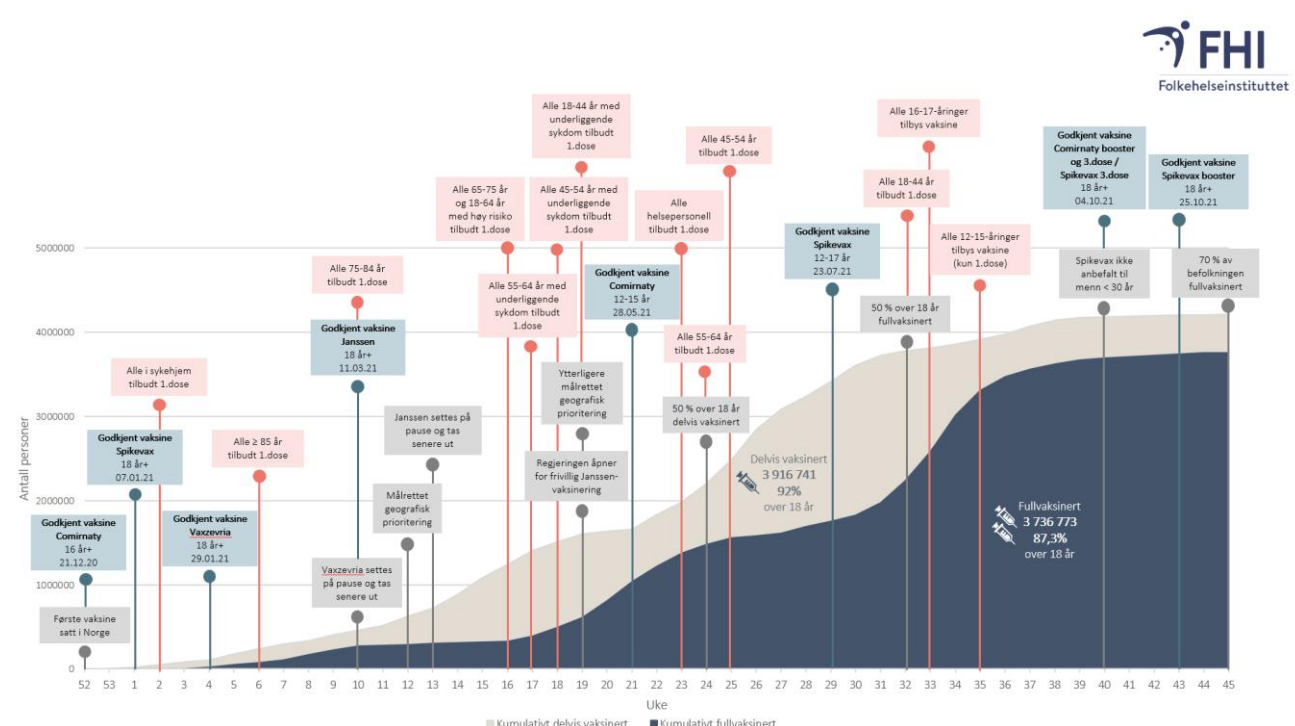 FHI
Folkehelseinstituttet
Alle 18-44 år med
underliggende
sykdom tilbudt
1.dose
Alle 16-17-åringer
tilbys vaksine
Alle 45-54 år
tilbudt 1.dose
Godkjent vaksine
Comirnaty booster
og 3.dose /
Spikevax 3.dose
18 år+
04.10.21
Godkjent vaksine
Spikevax booster
18 år+
25.10.21
Alle 65-75 år
og 18-64 år
med høy risiko
tilbudt 1.dose
Alle 45-54 år med
underliggende
sykdom tilbudt
1.dose
Alle
helsepersonell
tilbudt 1.dose
Alle 18-44 år
tilbudt 1.dose
Godkjent vaksine
Spikevax
12-17 år
23.07.21
Alle 12-15-åringer
tilbys vaksine
(kun 1.dose)
Spikevax ikke
anbefalt til
menn < 30 år
70 % av
befolkningen
fullvaksinert
Alle 75-84 år
tilbudt 1.dose
Alle 55-64 år med
underliggende
sykdom tilbudt
1.dose
Godkjent vaksine
Comirnaty
12-15 år
28.05.21
50 % over 18 år
fullvaksinert
Godkjent vaksine
Janssen
18 år+
11.03.21
Alle 55-64 år
tilbudt 1.dose
Alle i sykehjem
tilbudt 1.dose
Ytterligere
målrettet
geografisk
prioritering
50 % over 18 år
delvis vaksinert
Janssen settes på
pause og tas
senere ut
Godkjent vaksine
Spikevax
18 år+
07.01.21
Alle ≥ 85 år
tilbudt 1.dose
Regjeringen åpner
for frivillig Janssen-
vaksinering
Delvis vaksinert
3 916 741
92%
over 18 år
Målrettet
geografisk
prioritering
Fullvaksinert
3 736 773
87,3%
over 18 år
Godkjent vaksine
Comirnaty
16 år+
21.12.20
Godkjent vaksine
Vaxzevria
18 år+
29.01.21
Vaxzevria settes
på pause og tas
senere ut
Første vaksine
satt i Norge
Antall personer
5000000
4000000
3000000
2000000
1000000
0
52 53 1 2 3 4 5 6 7 8 9 10 11 12 13 14 15 16 17 18 19 20 21 22 23 24 25 26 27 28 29 30 31 32 33 34 35 36 37 38 39 40 41 42 43 44 45
Uke
Kumulativt delvis vaksinert Kumulativt fullvaksinert